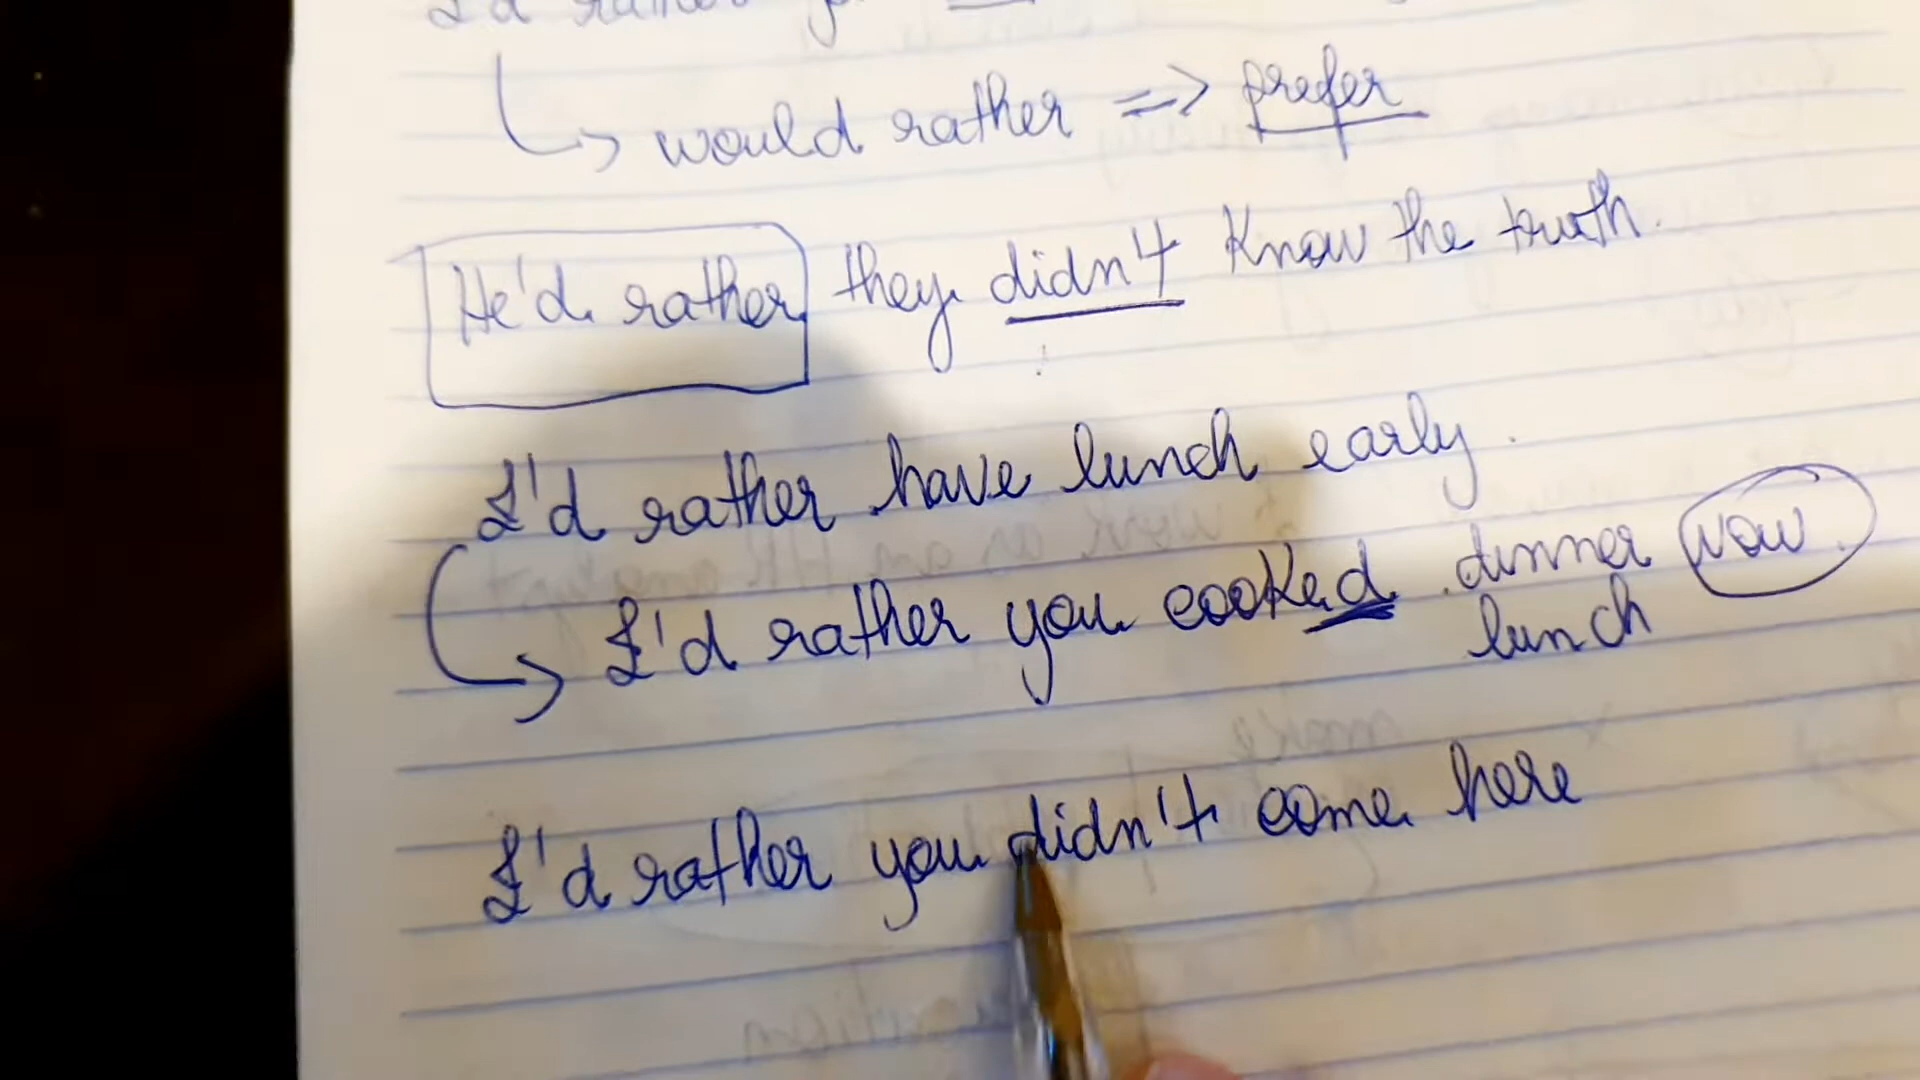 I'd rather
would rather => prefer
He'd rather they didn't know the truth.
I'd rather have lunch early.
I'd rather you cooked dinner now.
lunch
I'd rather you didn't come here